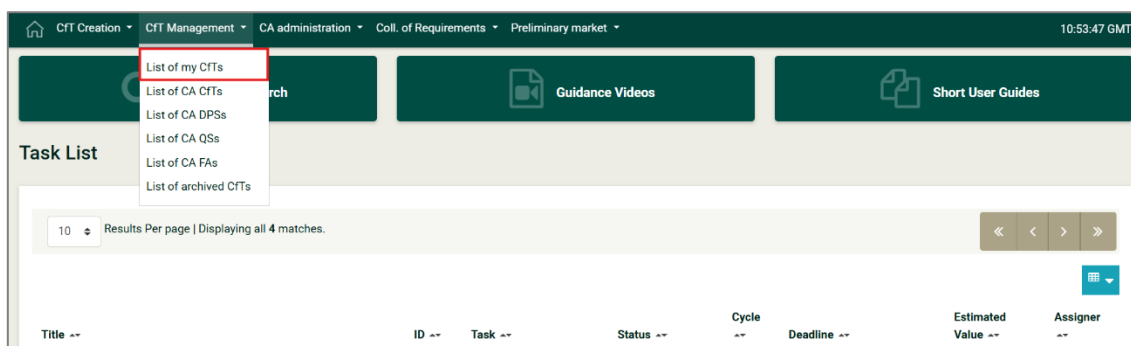 CfT Creation CfT Management CA administration Coll. of Requirements Preliminary market 10:53:47 GMT
List of my CfTs
List of CA CfTs
List of CA DPSs
List of CA QSs
List of CA FAs
List of archived CfTs
rch
Guidance Videos
Short User Guides
Task List
10 Results Per page | Displaying all 4 matches.
Title ID Task Status Cycle Deadline Estimated Value Assigner